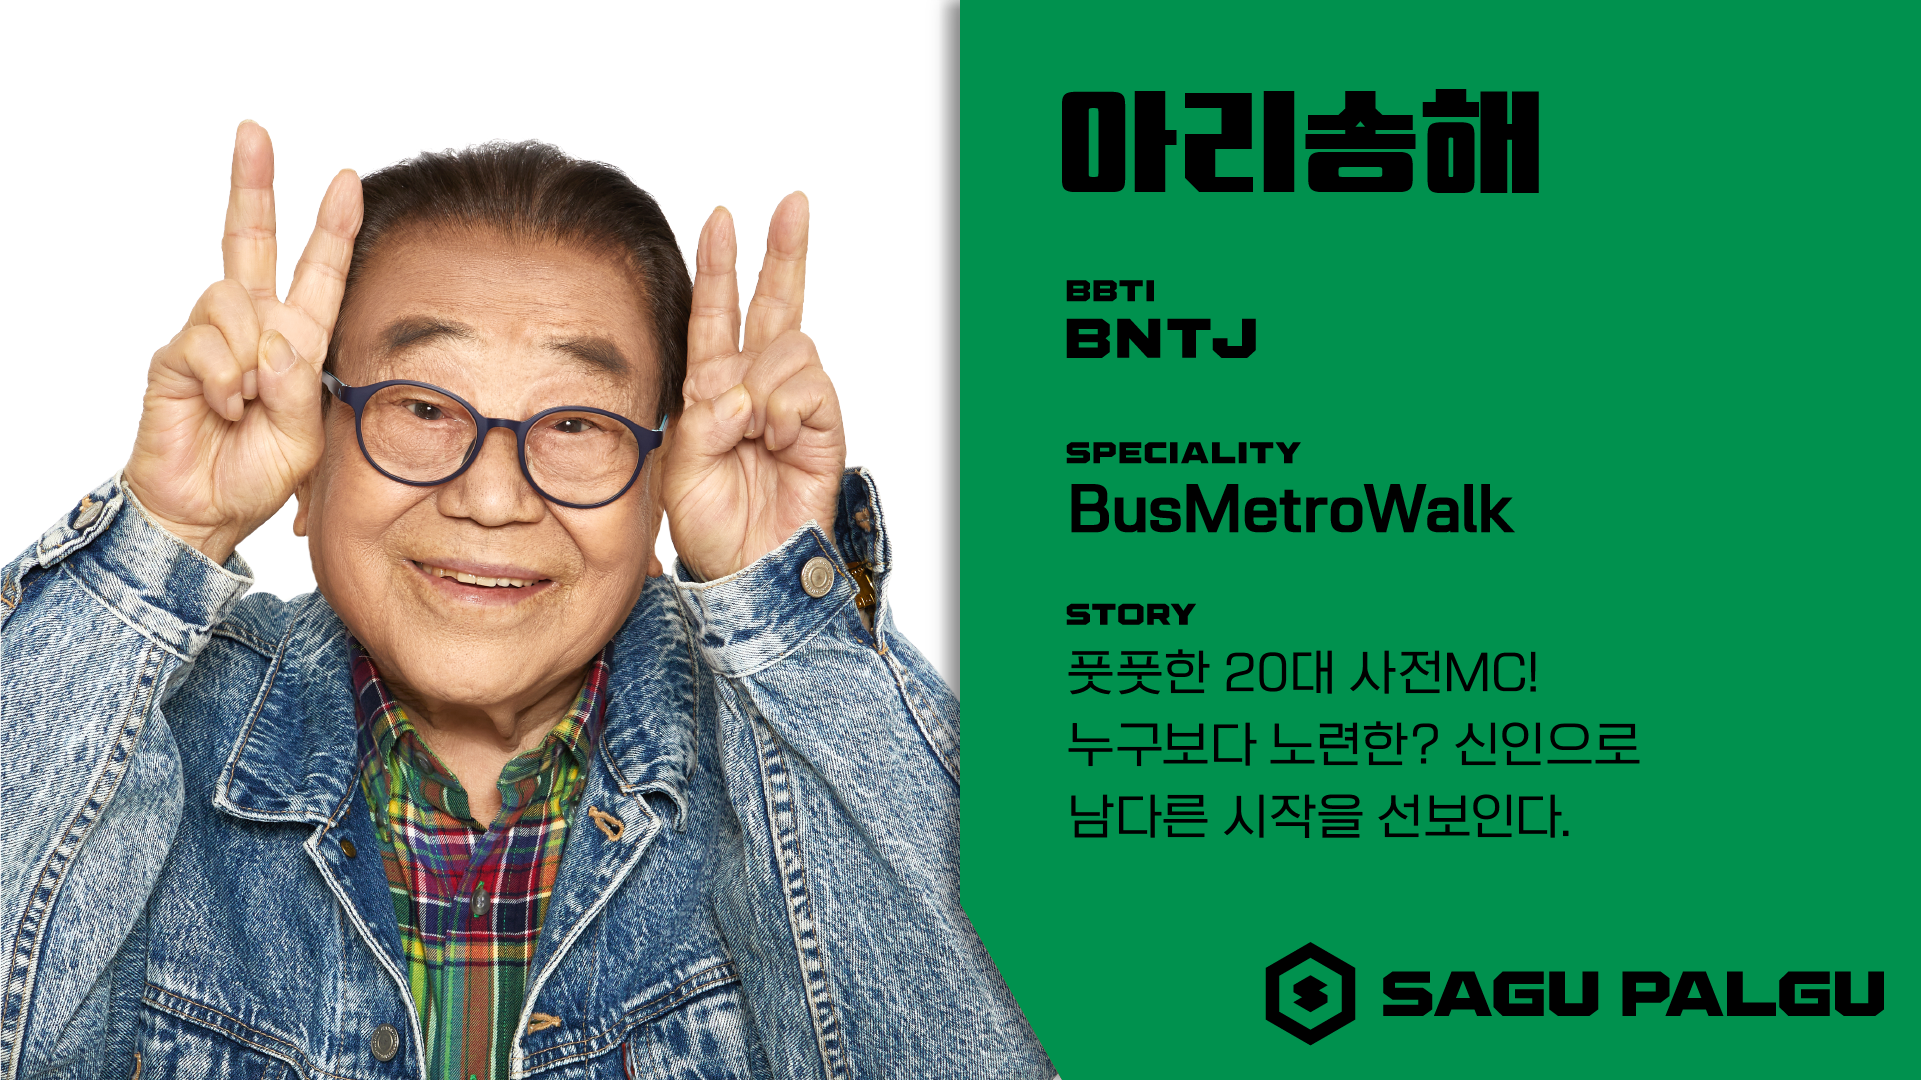 아리송해
BBTI
BNTJ
SPECIALITY
BusMetroWalk
STORY
풋풋한 20대 사전MC!
누구보다 노련한? 신인으로
남다른 시작을 선보인다.
SAGU PALGU